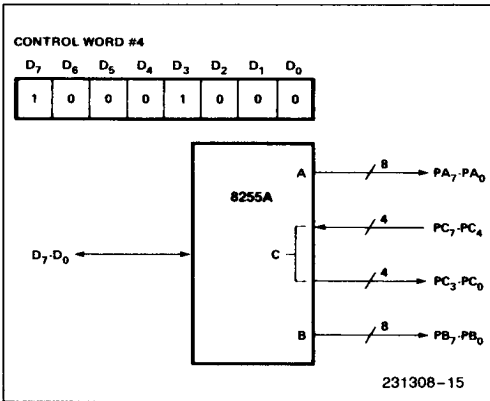 CONTROL WORD #4
D7 D6 D5 D4 D3 D2 D1 D0
1 0 0 0 1 0 0 0
A 8 PA7-PA0
8255A
4 PC7-PC4
D7-D0 C
4 PC3-PC0
B 8 PB7-PB0
231308-15